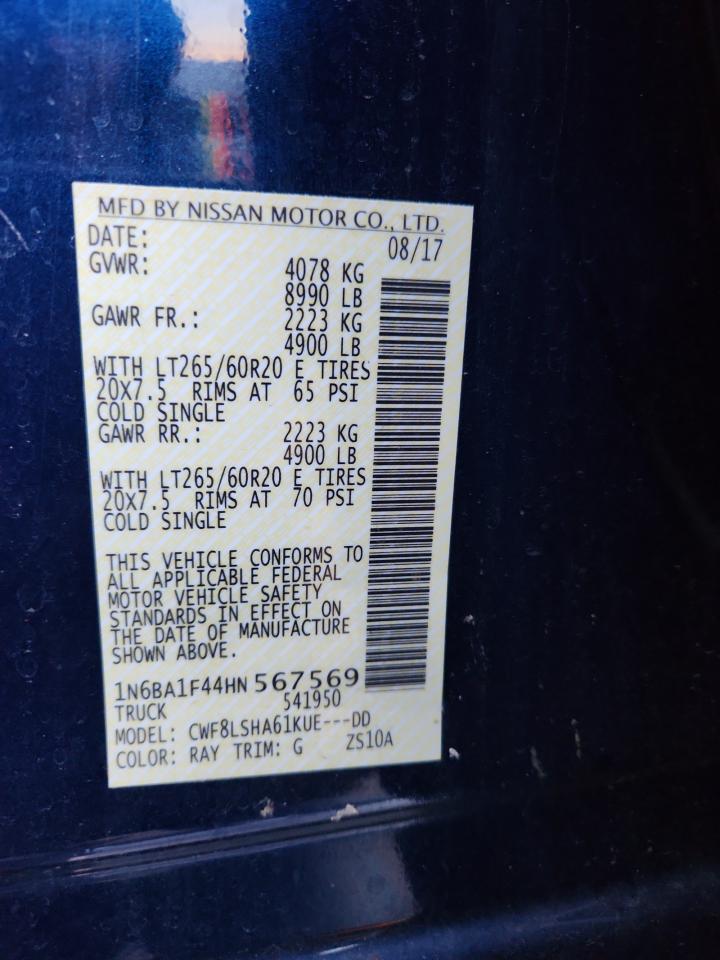 MFD BY NISSAN MOTOR CO., LTD.
DATE: 08/17
GVWR: 4078 KG
8990 LB
GAWR FR.: 2223 KG
4900 LB
WITH LT265/60R20 E TIRES
20X7.5 RIMS AT 65 PSI
COLD SINGLE
GAWR RR.: 2223 KG
4900 LB
WITH LT265/60R20 E TIRES
20X7.5 RIMS AT 70 PSI
COLD SINGLE
THIS VEHICLE CONFORMS TO
ALL APPLICABLE FEDERAL
MOTOR VEHICLE SAFETY
STANDARDS IN EFFECT ON
THE DATE OF MANUFACTURE
SHOWN ABOVE.
1N6BA1F44HN 567569
TRUCK 541950
MODEL: CWF8LSHA61KUE---DD
COLOR: RAY TRIM: G ZS10A